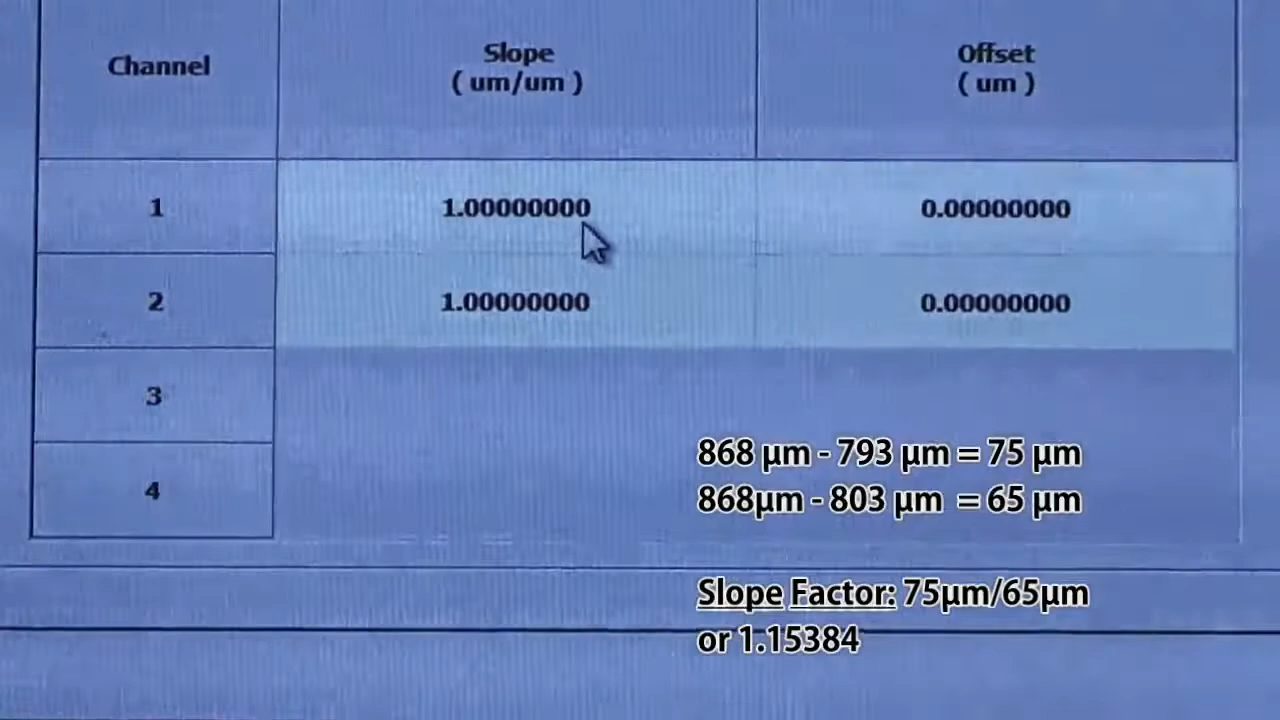 Channel
Slope
( um/um )
Offset
( um )
1
1.00000000
0.00000000
2
1.00000000
0.00000000
3
4
868 µm - 793 µm = 75 µm
868µm - 803 µm = 65 µm
Slope Factor: 75µm/65µm
or 1.15384